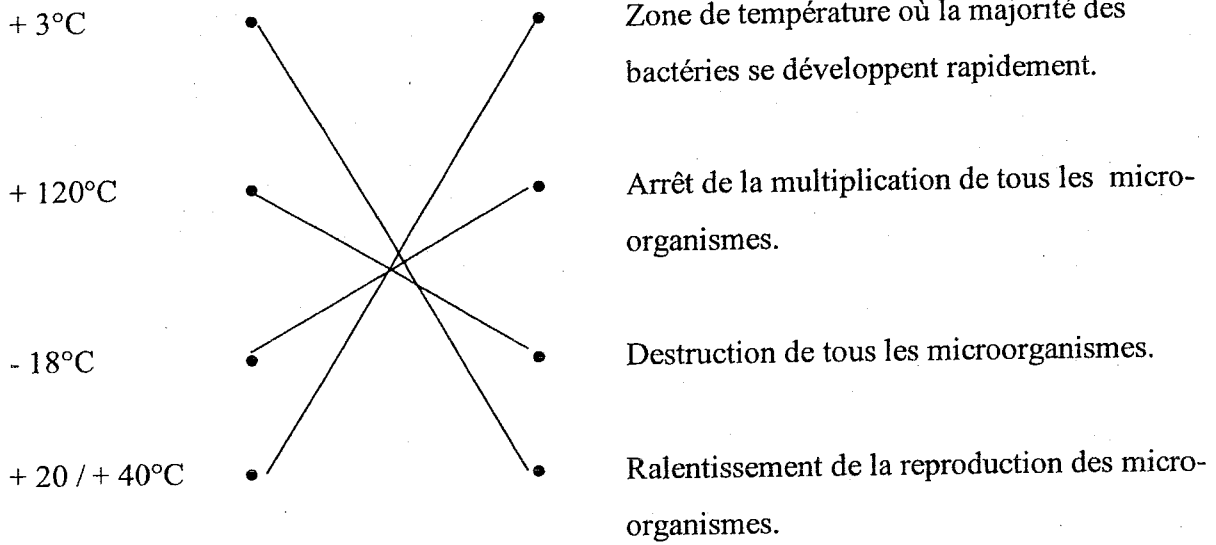 + 3°C
Zone de température où la majorité des
bactéries se développent rapidement.
+ 120°C
Arrêt de la multiplication de tous les micro-
organismes.
- 18°C
Destruction de tous les microorganismes.
+ 20 / + 40°C
Ralentissement de la reproduction des micro-
organismes.